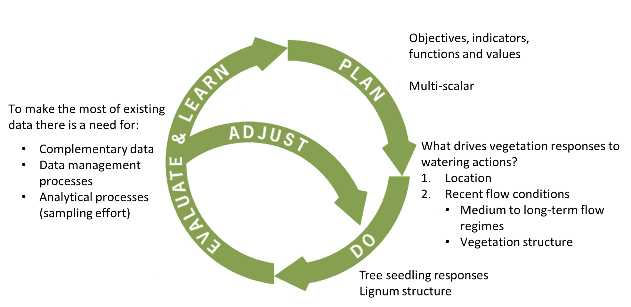 Objectives, indicators,
functions and values
Multi-scalar
PLAN
What drives vegetation responses to
watering actions?
1. Location
2. Recent flow conditions
• Medium to long-term flow
regimes
• Vegetation structure
DO
Tree seedling responses
Lignum structure
EVALUATE & LEARN
ADJUST
To make the most of existing
data there is a need for:
• Complementary data
• Data management
processes
• Analytical processes
(sampling effort)